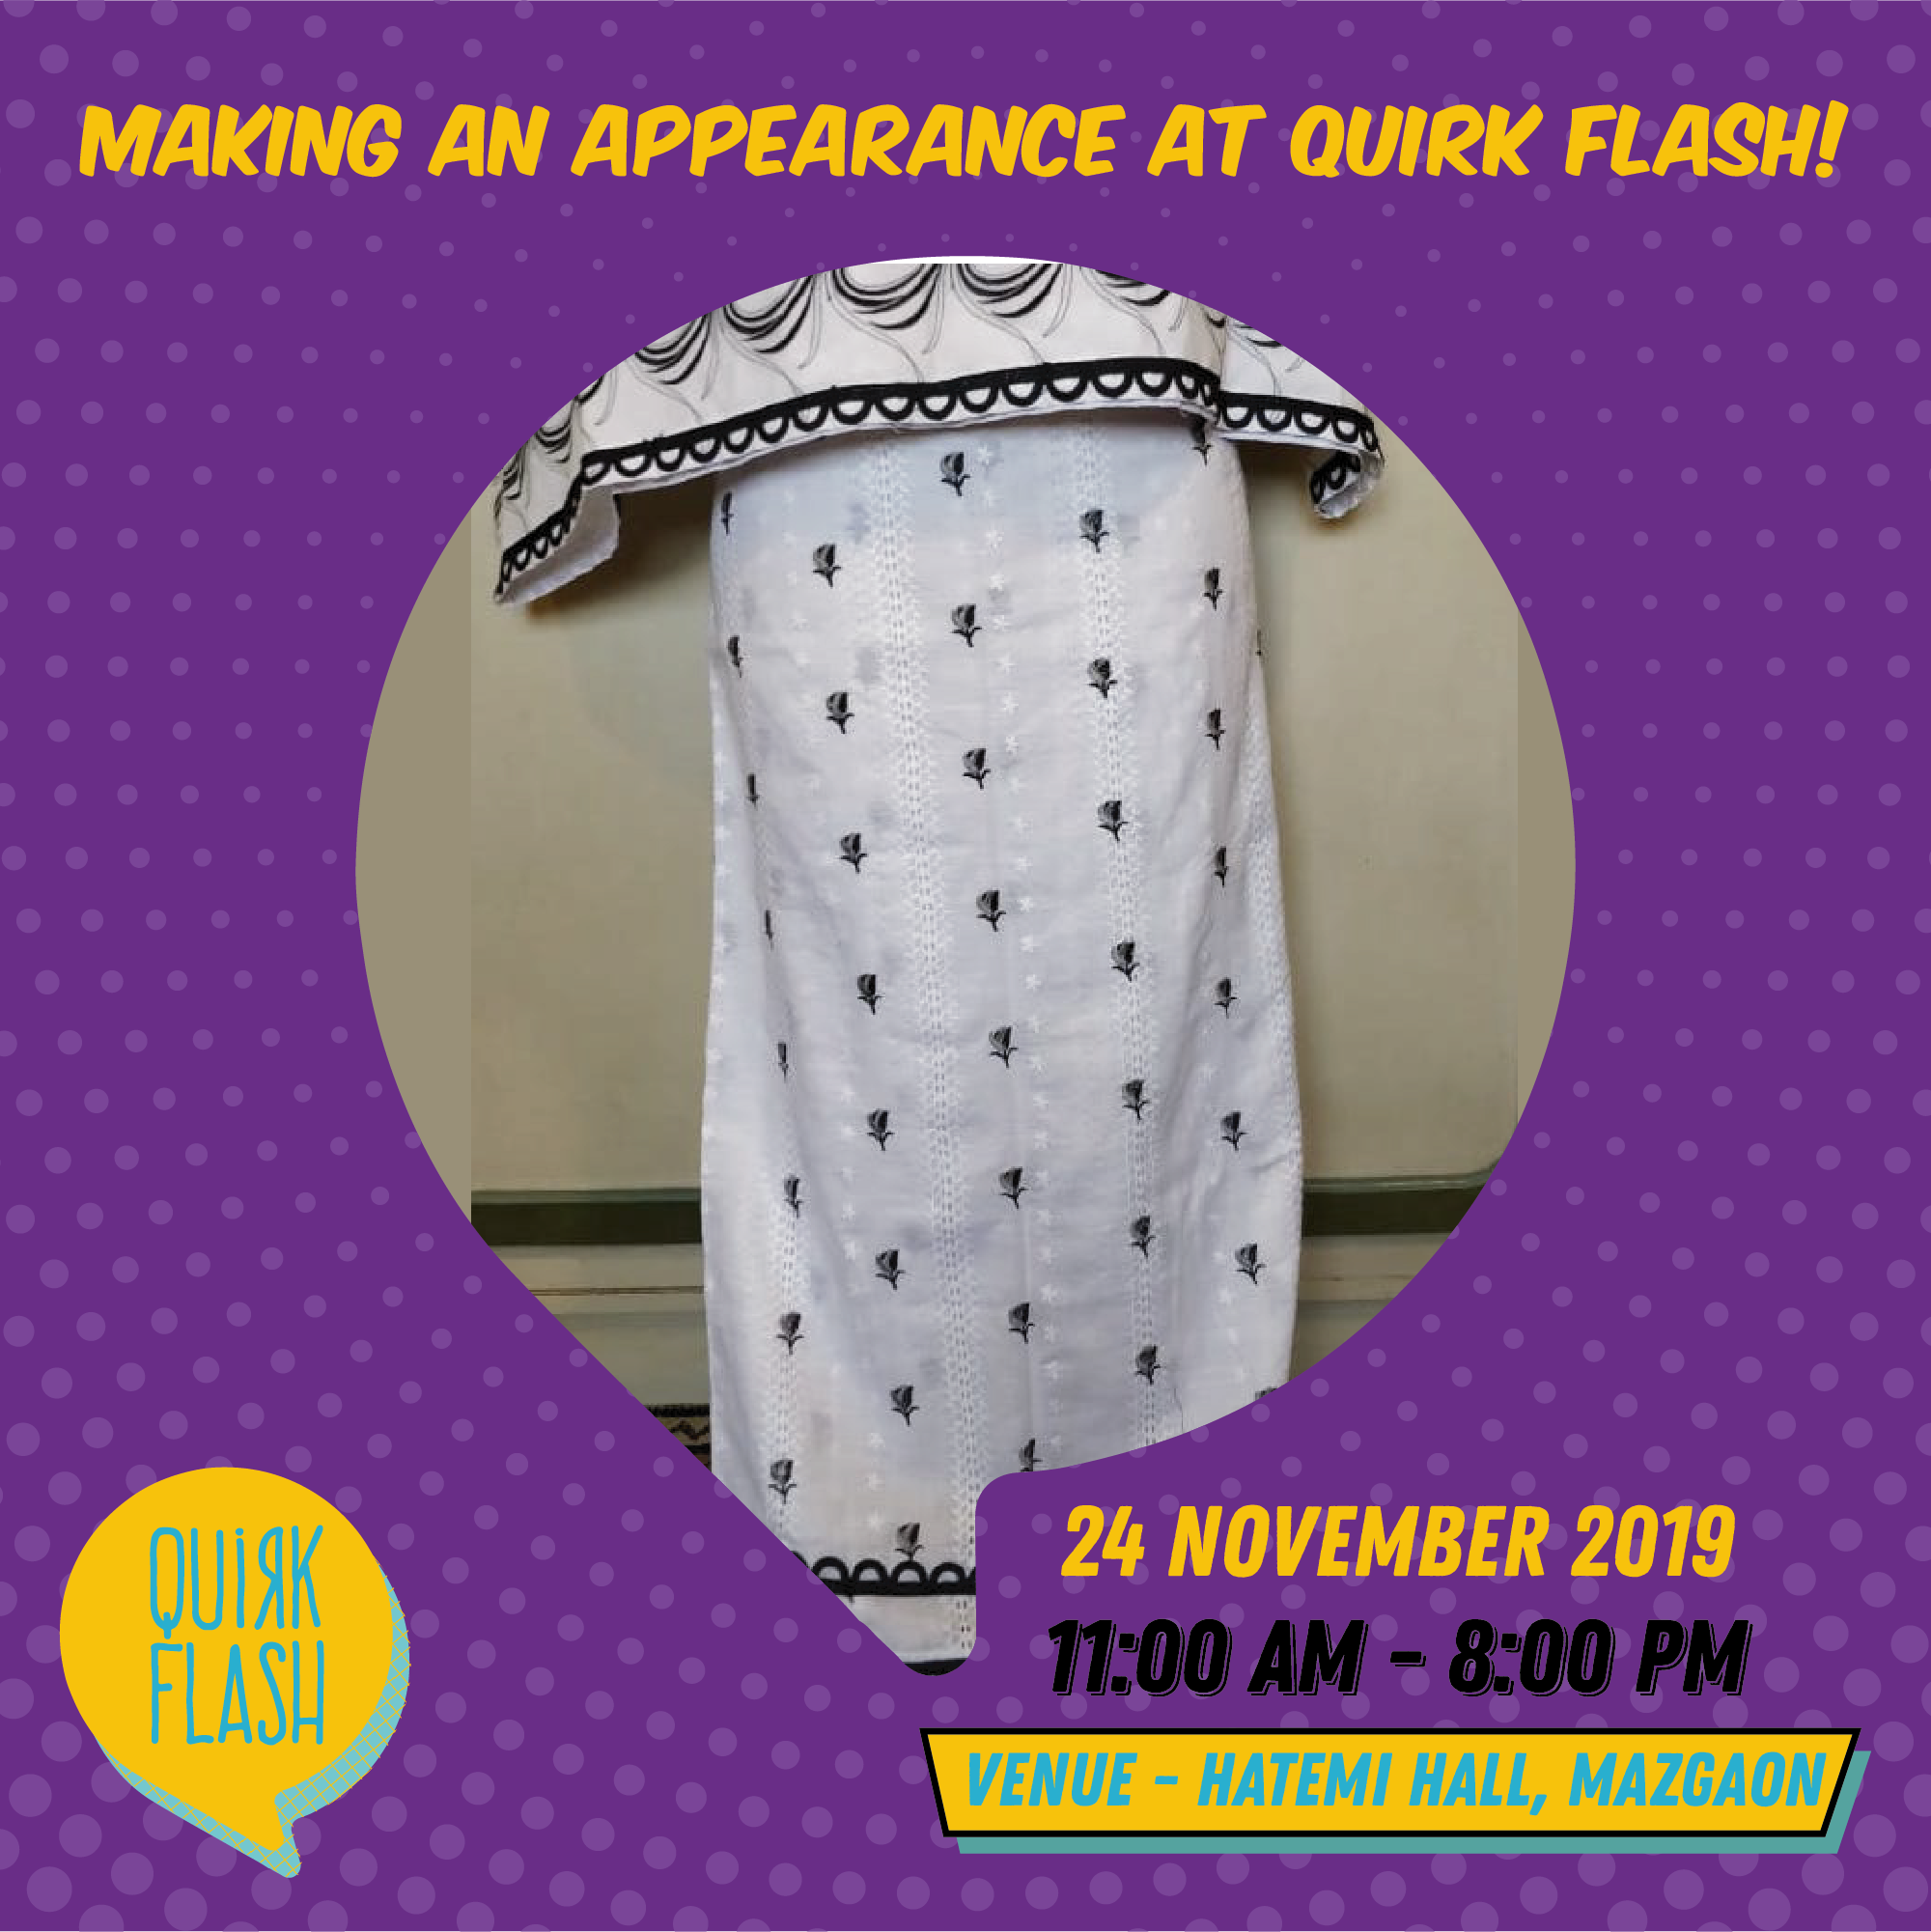 MAKING AN APPEARANCE AT QUIRK FLASH!
QUiRK
FLASH
24 NOVEMBER 2019
11:00 AM - 8:00 PM
VENUE - HATEMI HALL, MAZGAON